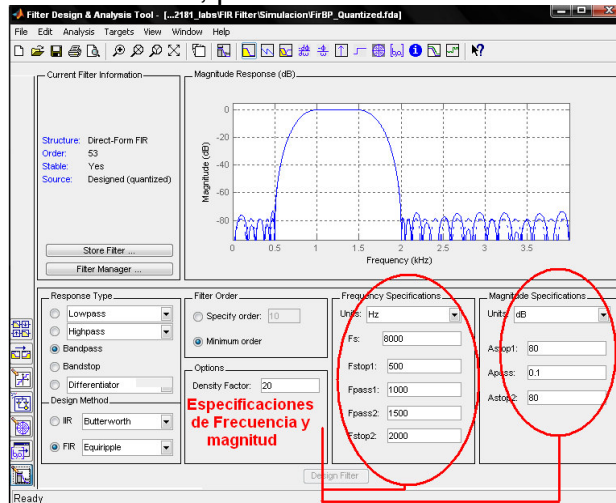 Filter Design & Analysis Tool - [...2181_labs\FIR Filter\Simulacion\FirBP_Quantized.fda]
File Edit Analysis Targets View Window Help
Current Filter Information
Structure: Direct-Form FIR
Order: 53
Stable: Yes
Source: Designed (quantized)
Store Filter ...
Filter Manager ...
Magnitude Response (dB)
Magnitude (dB)
0
-20
-40
-60
-80
0 0.5 1 1.5 2 2.5 3 3.5
Frequency (kHz)
Response Type
Lowpass
Highpass
Bandpass
Bandstop
Differentiator
Design Method
IIR Butterworth
FIR Equiripple
Filter Order
Specify order: 10
Minimum order
Options
Density Factor: 20
Especificaciones
de Frecuencia y
magnitud
Frequency Specifications
Units: Hz
Fs: 8000
Fstop1: 500
Fpass1: 1000
Fpass2: 1500
Fstop2: 2000
Magnitude Specifications
Units: dB
Astop1: 80
Apass: 0.1
Astop2: 80
Design Filter
Ready